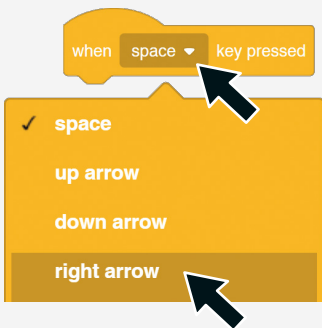 when space key pressed
space
up arrow
down arrow
right arrow